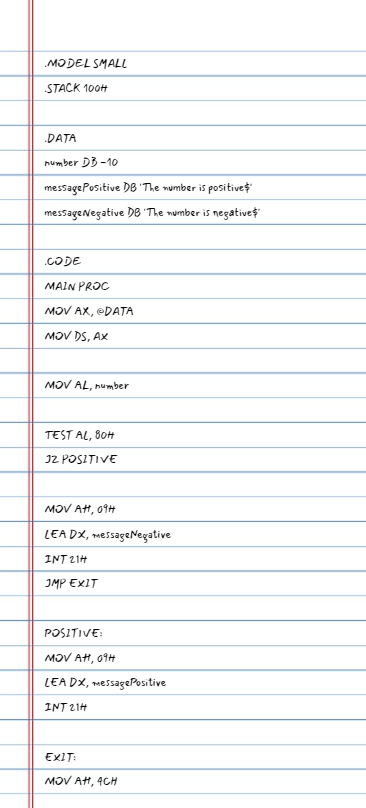 .MODEL SMALL
.STACK 100H
.DATA
number DB -10
messagePositive DB 'The number is positive$'
messageNegative DB 'The number is negative$'
.CODE
MAIN PROC
MOV AX, @DATA
MOV DS, AX
MOV AL, number
TEST AL, 80H
JZ POSITIVE
MOV AH, 09H
LEA DX, messageNegative
INT 21H
JMP EXIT
POSITIVE:
MOV AH, 09H
LEA DX, messagePositive
INT 21H
EXIT:
MOV AH, 4CH